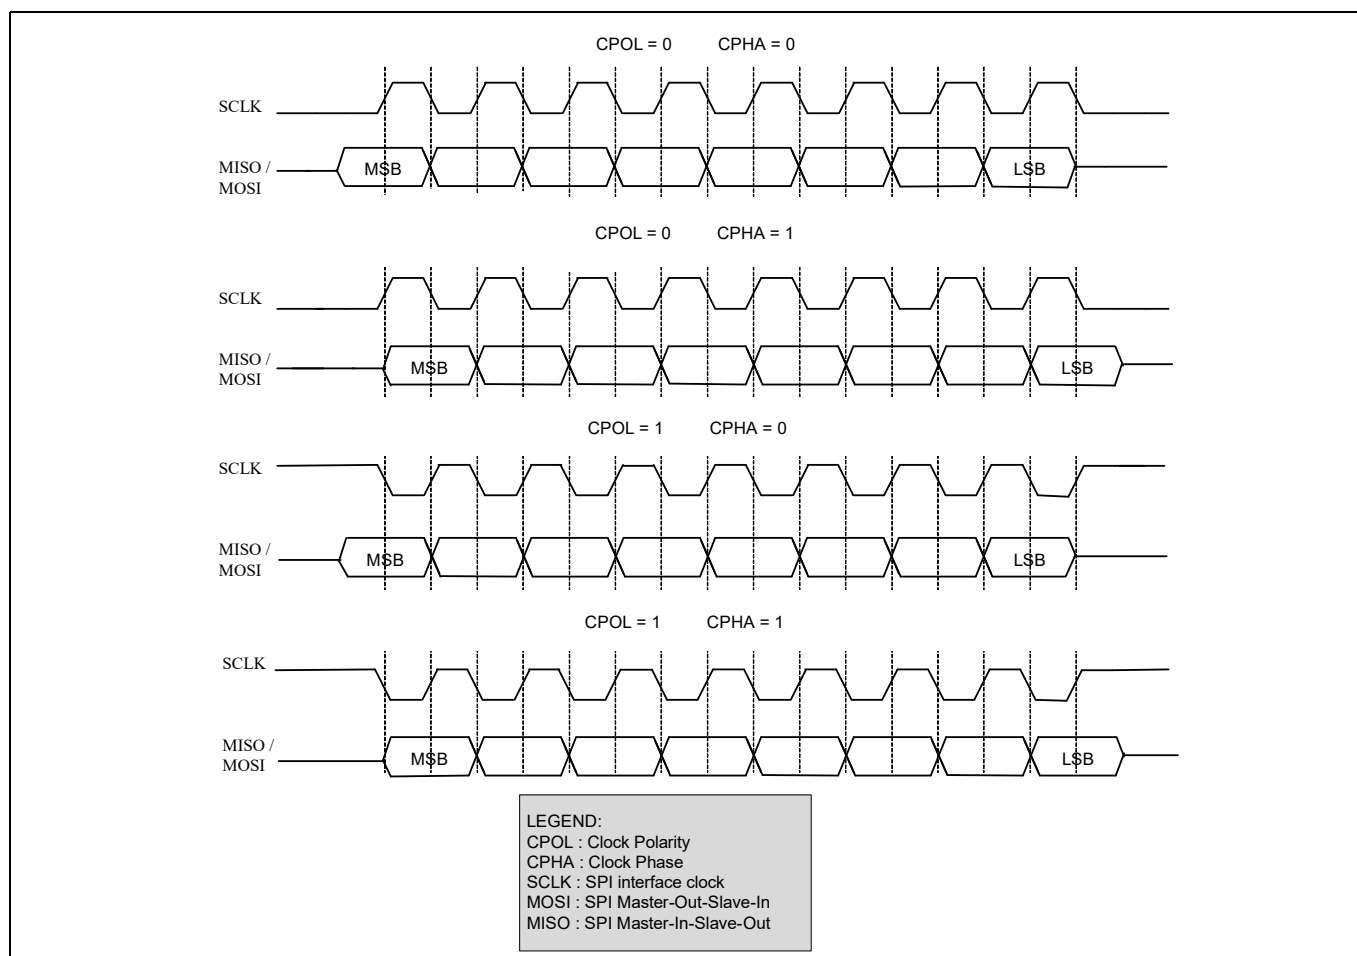 CPOL = 0 CPHA = 0
SCLK
MISO /
MOSI
MSB
LSB
CPOL = 0 CPHA = 1
SCLK
MISO /
MOSI
MSB
LSB
CPOL = 1 CPHA = 0
SCLK
MISO /
MOSI
MSB
LSB
CPOL = 1 CPHA = 1
SCLK
MISO /
MOSI
MSB
LSB
LEGEND:
CPOL : Clock Polarity
CPHA : Clock Phase
SCLK : SPI interface clock
MOSI : SPI Master-Out-Slave-In
MISO : SPI Master-In-Slave-Out